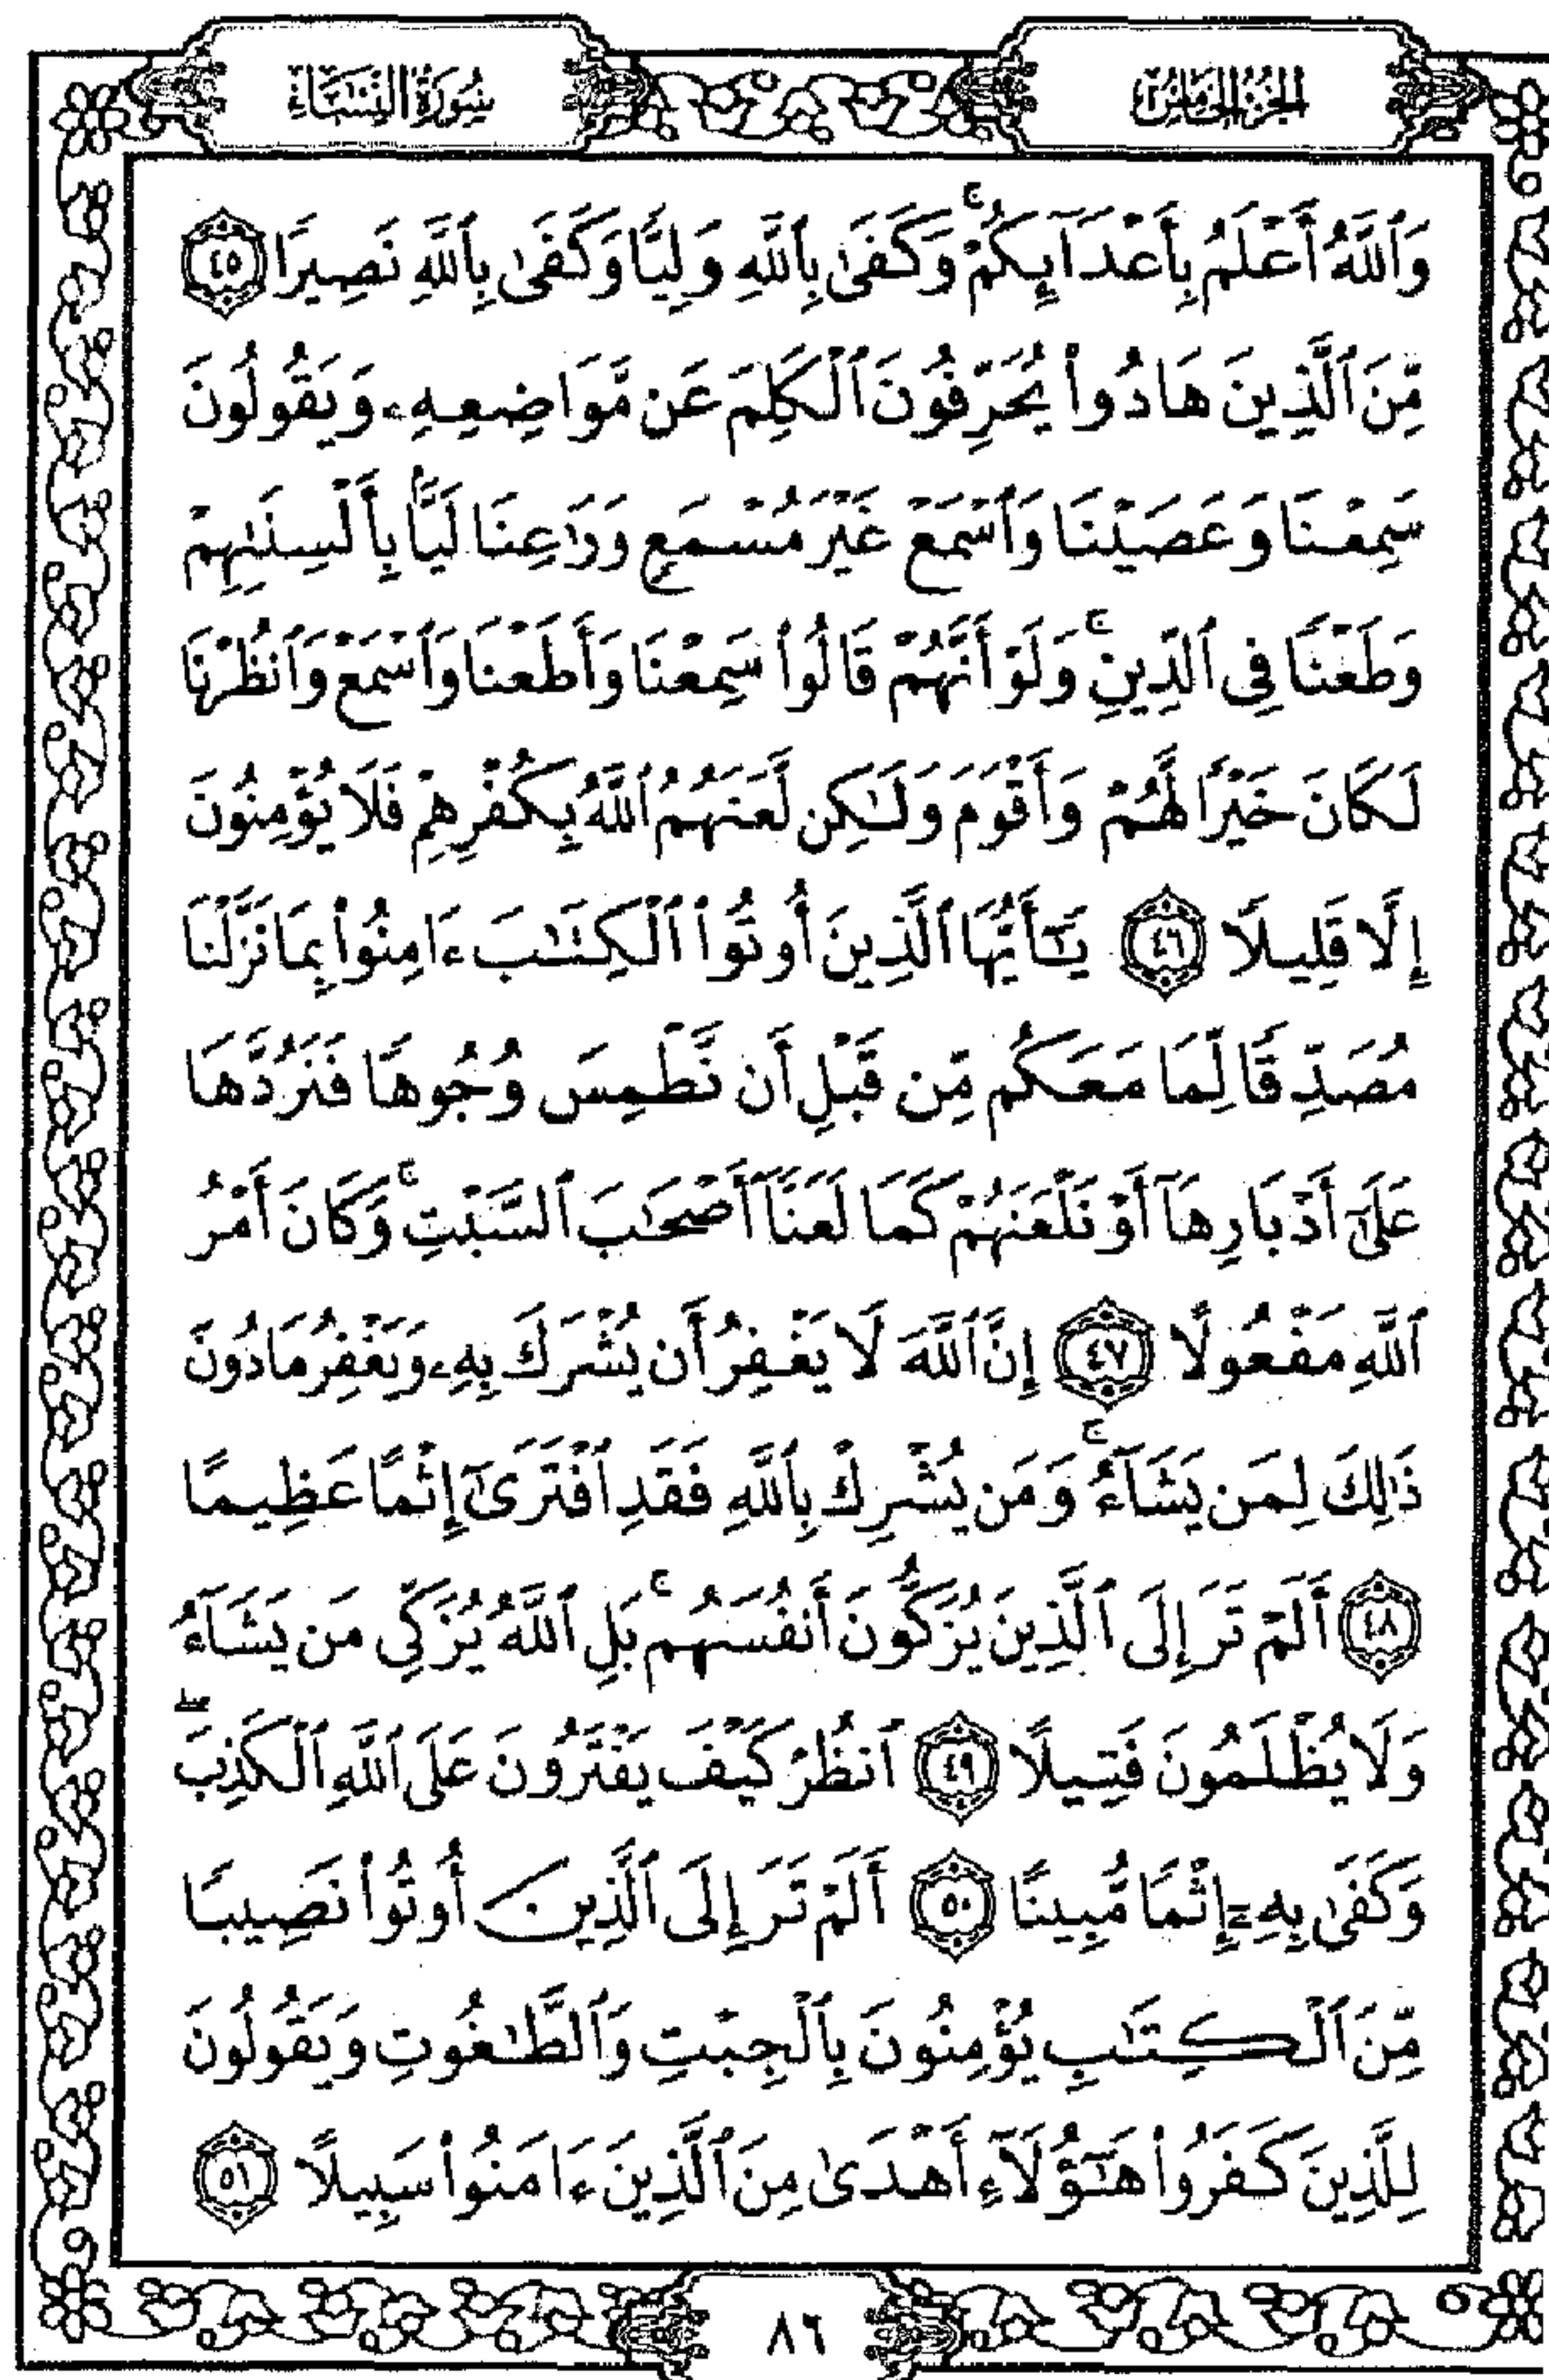 الجزء الخامس
سورة النساء
وَٱللَّهُ أَعْلَمُ بِأَعْدَآئِكُمْ ۚ وَكَفَىٰ بِٱللَّهِ وَلِيًّا وَكَفَىٰ بِٱللَّهِ نَصِيرًا ٤٥
مِّنَ ٱلَّذِينَ هَادُوا۟ يُحَرِّفُونَ ٱلْكَلِمَ عَن مَّوَاضِعِهِۦ وَيَقُولُونَ
سَمِعْنَا وَعَصَيْنَا وَٱسْمَعْ غَيْرَ مُسْمَعٍ وَرَٰعِنَا لَيًّۢا بِأَلْسِنَتِهِمْ
وَطَعْنًا فِى ٱلدِّينِ ۚ وَلَوْ أَنَّهُمْ قَالُوا۟ سَمِعْنَا وَأَطَعْنَا وَٱسْمَعْ وَٱنظُرْنَا
لَكَانَ خَيْرًا لَّهُمْ وَأَقْوَمَ وَلَـٰكِن لَّعَنَهُمُ ٱللَّهُ بِكُفْرِهِمْ فَلَا يُؤْمِنُونَ
إِلَّا قَلِيلًا ٤٦ يَـٰٓأَيُّهَا ٱلَّذِينَ أُوتُوا۟ ٱلْكِتَـٰبَ ءَامِنُوا۟ بِمَا نَزَّلْنَا
مُصَدِّقًا لِّمَا مَعَكُم مِّن قَبْلِ أَن نَّطْمِسَ وُجُوهًا فَنَرُدَّهَا
عَلَىٰٓ أَدْبَارِهَآ أَوْ نَلْعَنَهُمْ كَمَا لَعَنَّآ أَصْحَـٰبَ ٱلسَّبْتِ ۚ وَكَانَ أَمْرُ
ٱللَّهِ مَفْعُولًا ٤٧ إِنَّ ٱللَّهَ لَا يَغْفِرُ أَن يُشْرَكَ بِهِۦ وَيَغْفِرُ مَا دُونَ
ذَٰلِكَ لِمَن يَشَآءُ ۚ وَمَن يُشْرِكْ بِٱللَّهِ فَقَدِ ٱفْتَرَىٰٓ إِثْمًا عَظِيمًا
٤٨ أَلَمْ تَرَ إِلَى ٱلَّذِينَ يُزَكُّونَ أَنفُسَهُم ۚ بَلِ ٱللَّهُ يُزَكِّى مَن يَشَآءُ
وَلَا يُظْلَمُونَ فَتِيلًا ٤٩ ٱنظُرْ كَيْفَ يَفْتَرُونَ عَلَى ٱللَّهِ ٱلْكَذِبَ ۖ
وَكَفَىٰ بِهِۦٓ إِثْمًا مُّبِينًا ٥٠ أَلَمْ تَرَ إِلَى ٱلَّذِينَ أُوتُوا۟ نَصِيبًا
مِّنَ ٱلْكِتَـٰبِ يُؤْمِنُونَ بِٱلْجِبْتِ وَٱلطَّـٰغُوتِ وَيَقُولُونَ
لِلَّذِينَ كَفَرُوا۟ هَـٰٓؤُلَآءِ أَهْدَىٰ مِنَ ٱلَّذِينَ ءَامَنُوا۟ سَبِيلًا ٥١
٨٦